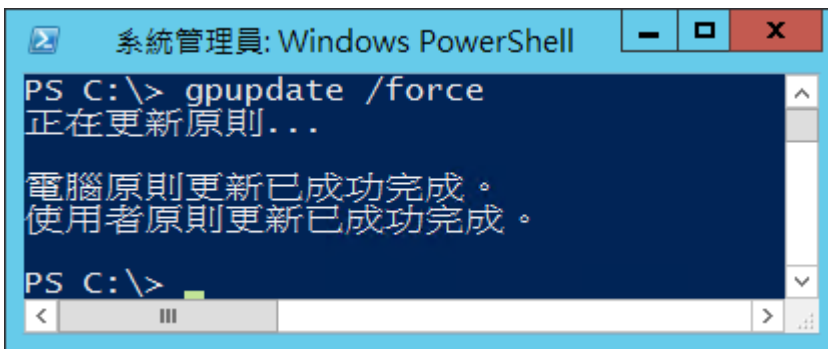 系統管理員: Windows PowerShell
PS C:\> gpupdate /force
正在更新原則...
電腦原則更新已成功完成。
使用者原則更新已成功完成。
PS C:\>